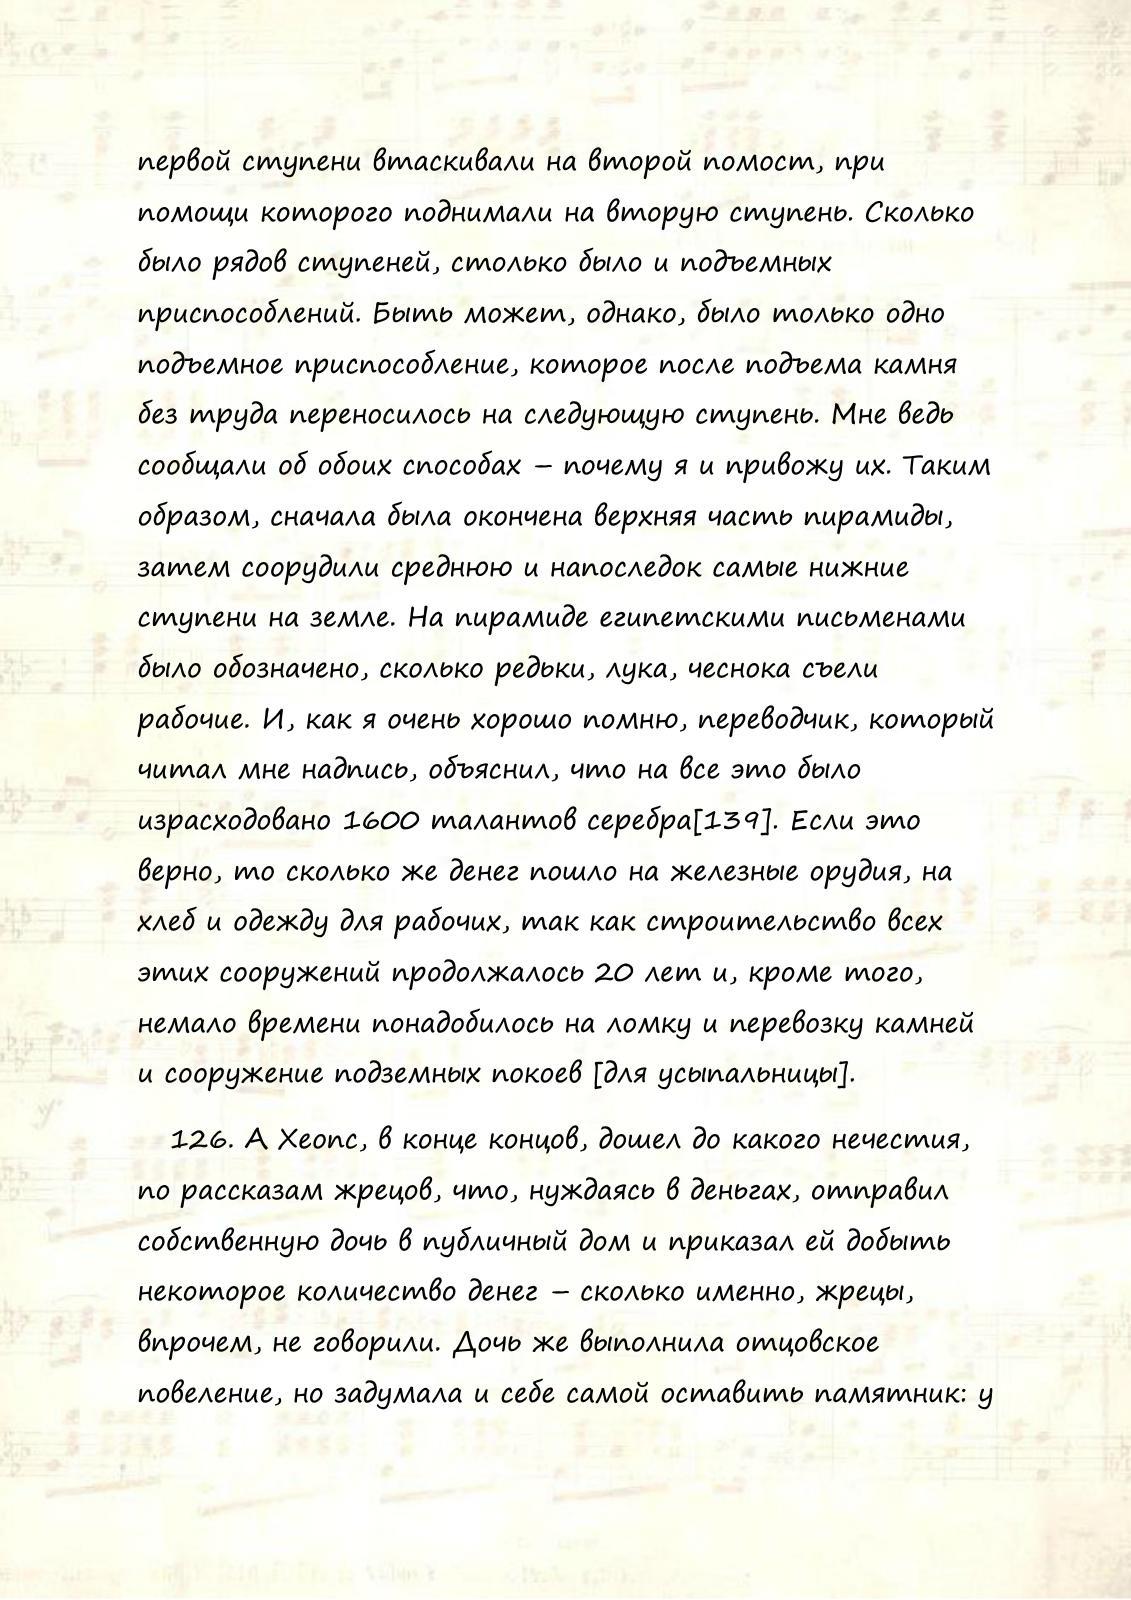 первой ступени втаскивали на второй помост, при
помощи которого поднимали на вторую ступень. Сколько
было рядов ступеней, столько было и подъемных
приспособлений. Быть может, однако, было только одно
подъемное приспособление, которое после подъема камня
без труда переносилось на следующую ступень. Мне ведь
сообщали об обоих способах – почему я и привожу их. Таким
образом, сначала была окончена верхняя часть пирамиды,
затем соорудили среднюю и напоследок самые нижние
ступени на земле. На пирамиде египетскими письменами
было обозначено, сколько редьки, лука, чеснока съели
рабочие. И, как я очень хорошо помню, переводчик, который
читал мне надпись, объяснил, что на все это было
израсходовано 1600 талантов серебра[139]. Если это
верно, то сколько же денег пошло на железные орудия, на
хлеб и одежду для рабочих, так как строительство всех
этих сооружений продолжалось 20 лет и, кроме того,
немало времени понадобилось на ломку и перевозку камней
и сооружение подземных покоев [для усыпальницы].
126. А Хеопс, в конце концов, дошел до какого нечестия,
по рассказам жрецов, что, нуждаясь в деньгах, отправил
собственную дочь в публичный дом и приказал ей добыть
некоторое количество денег – сколько именно, жрецы,
впрочем, не говорили. Дочь же выполнила отцовское
повеление, но задумала и себе самой оставить памятник: у